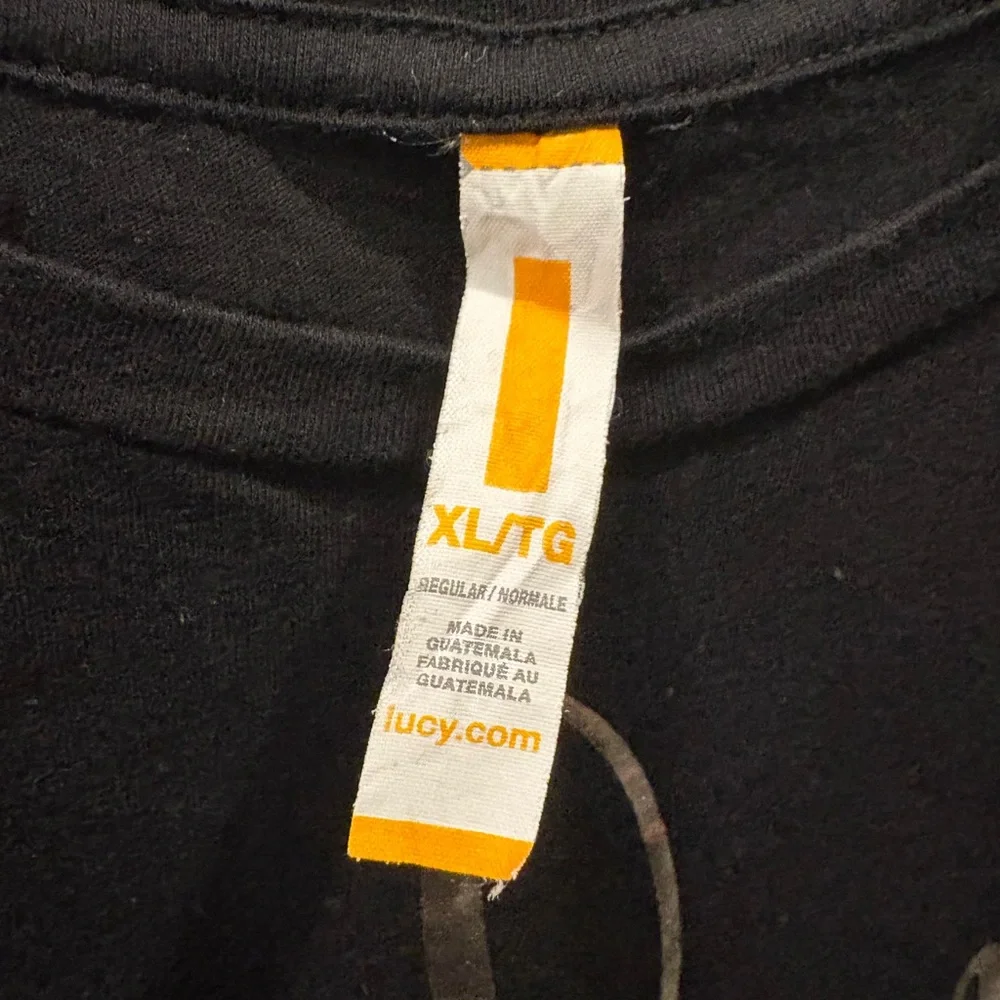 XL/TG
REGULAR / NORMALE
MADE IN
GUATEMALA
FABRIQUÉ AU
GUATEMALA
lucy.com